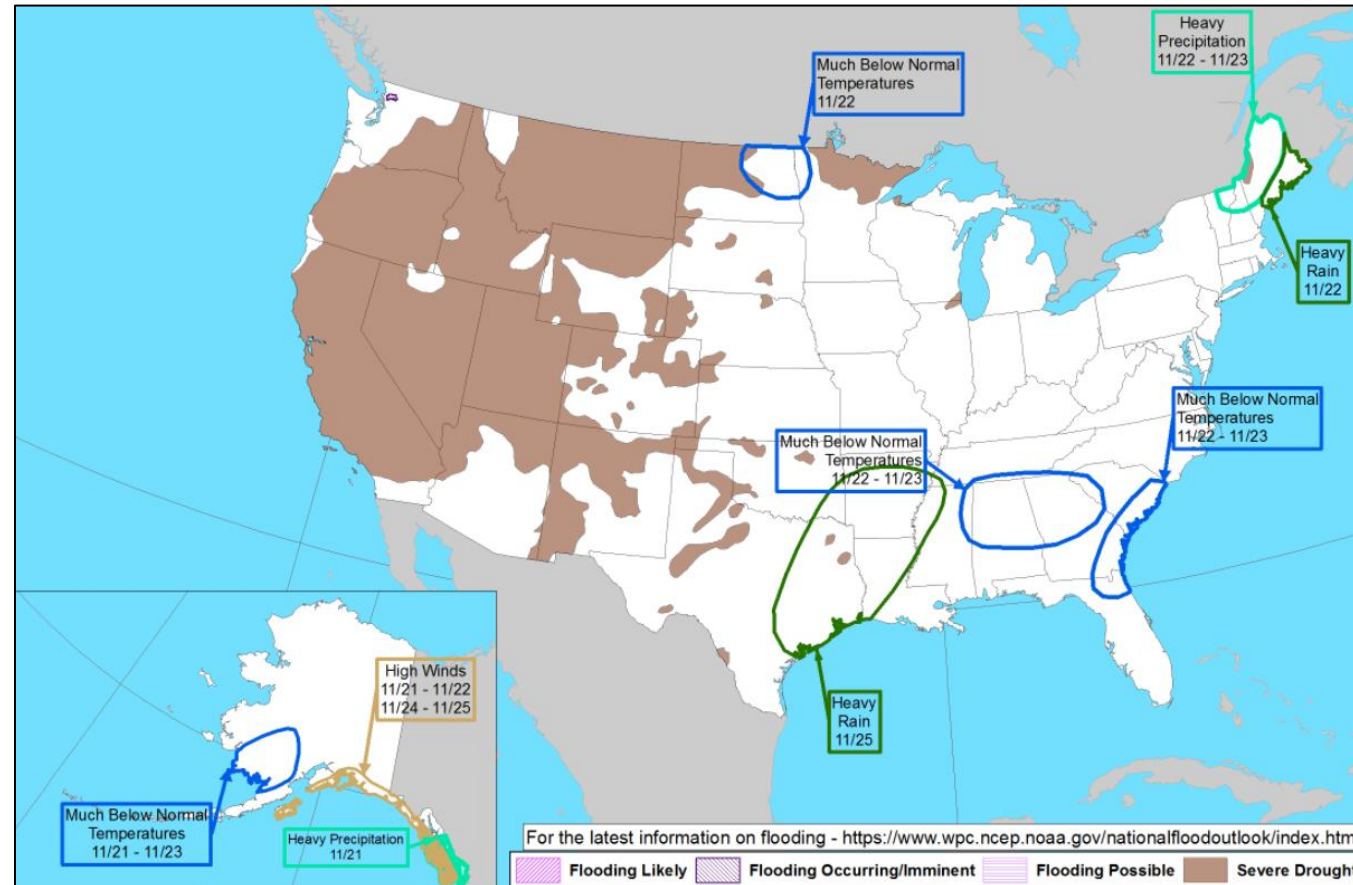 Heavy
Precipitation
11/22 - 11/23
Much Below Normal
Temperatures
11/22
Heavy
Rain
11/22
Much Below Normal
Temperatures
11/22 - 11/23
Much Below Normal
Temperatures
11/22 - 11/23
Heavy
Rain
11/25
High Winds
11/21 - 11/22
11/24 - 11/25
Much Below Normal
Temperatures
11/21 - 11/23
Heavy Precipitation
11/21
For the latest information on flooding - https://www.wpc.ncep.noaa.gov/nationalfloodoutlook/index.htm
Flooding Likely Flooding Occurring/Imminent Flooding Possible Severe Drought